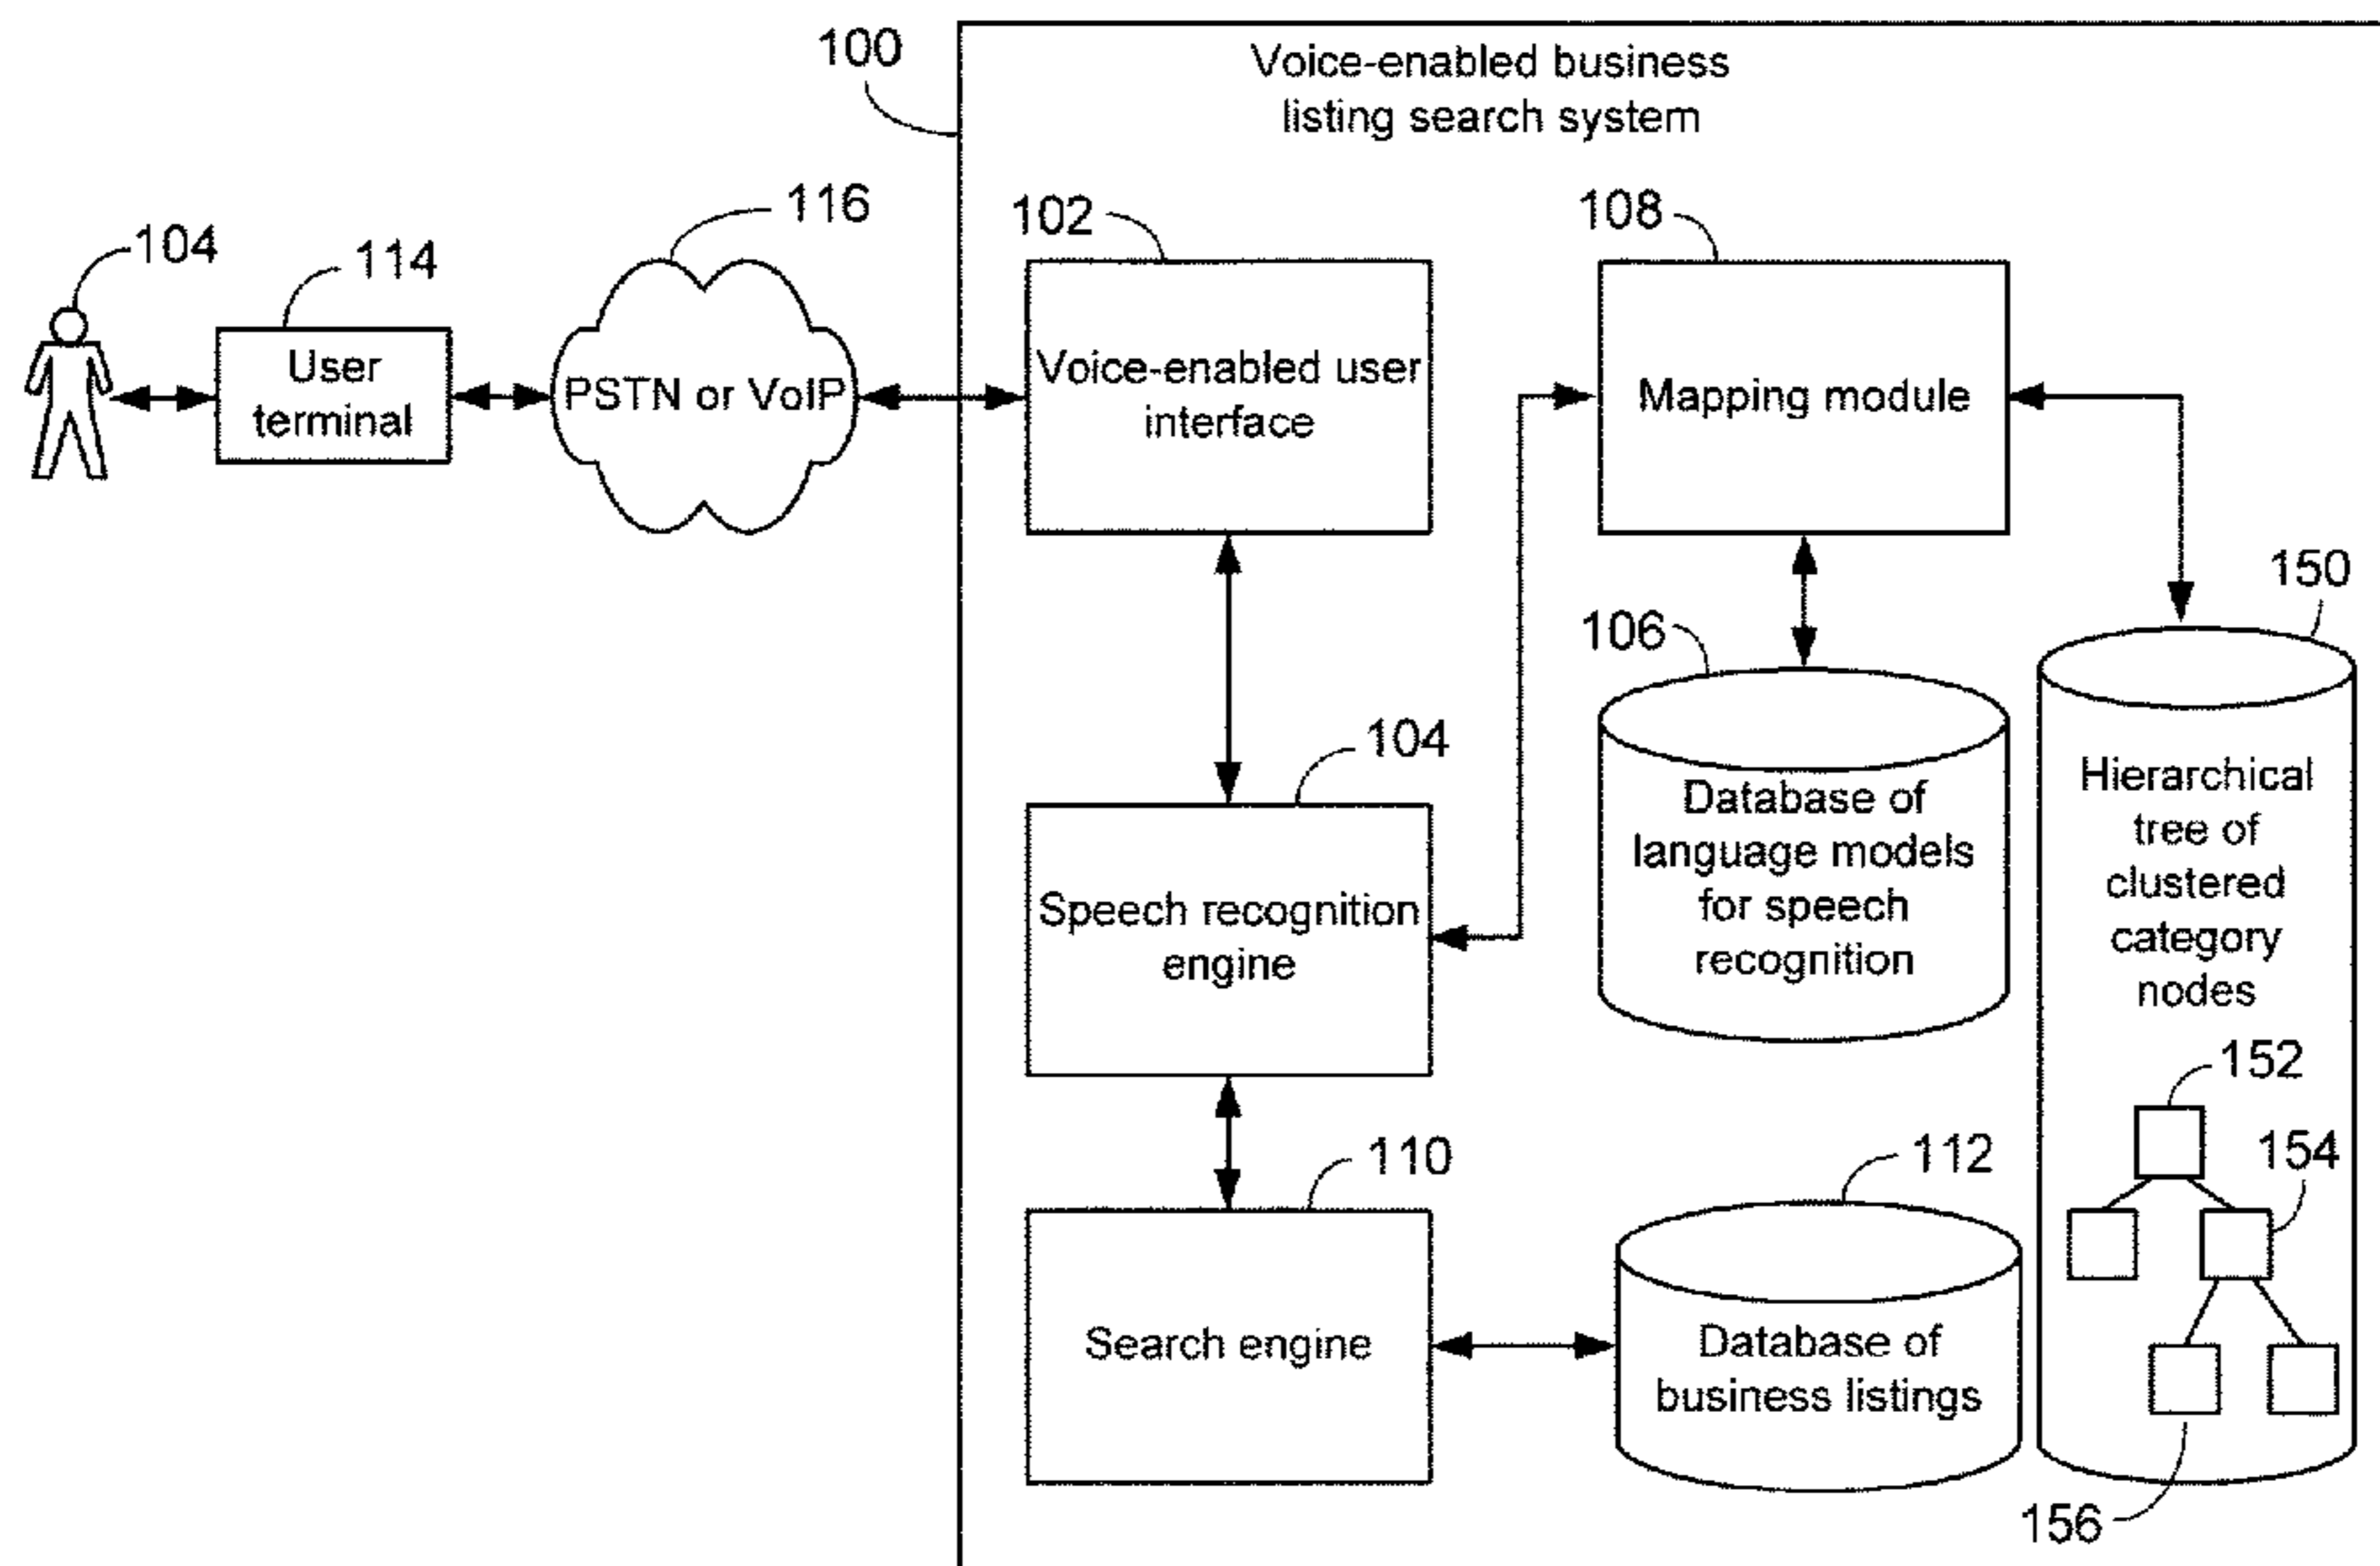 100
Voice-enabled business
listing search system
104
114
116
102
108
User
terminal
PSTN or VoIP
Voice-enabled user
interface
Mapping module
150
106
104
Database of
language models
for speech
recognition
Hierarchical
tree of
clustered
category
nodes
Speech recognition
engine
152
110
112
154
Search engine
Database of
business listings
156